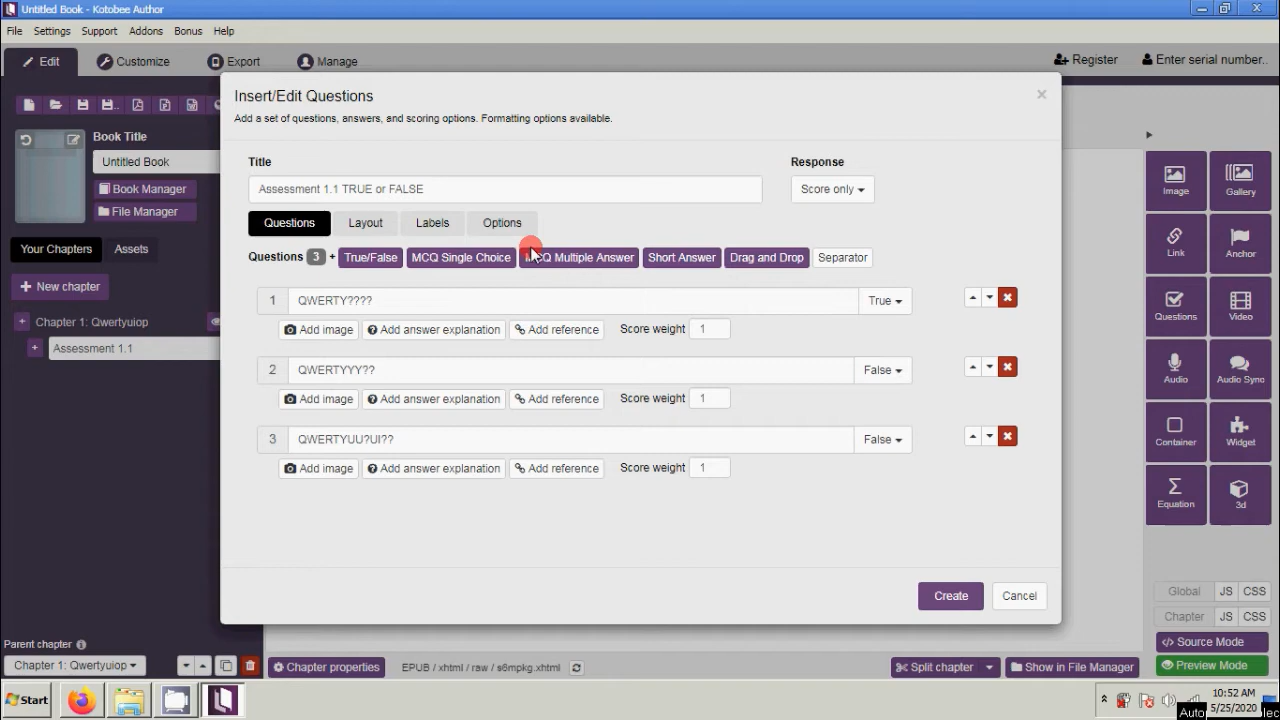 Untitled Book - Kotobee Author
File Settings Support Addons Bonus Help
Edit Customize Export Manage Register Enter serial number..
Insert/Edit Questions ×
Add a set of questions, answers, and scoring options. Formatting options available.
Book Title
Untitled Book
Book Manager
File Manager
Your Chapters Assets
+ New chapter
+ Chapter 1: Qwertyuiop
+ Assessment 1.1
Title Response
Assessment 1.1 TRUE or FALSE Score only
Questions Layout Labels Options
Questions 3 + True/False MCQ Single Choice MCQ Multiple Answer Short Answer Drag and Drop Separator
1 QWERTY???? True
Add image Add answer explanation Add reference Score weight 1
2 QWERTYYY?? False
Add image Add answer explanation Add reference Score weight 1
3 QWERTYUU?UI?? False
Add image Add answer explanation Add reference Score weight 1
Create Cancel
Image Gallery
Link Anchor
Questions Video
Audio Audio Sync
Container Widget
Equation 3d
Global JS CSS
Chapter JS CSS
Source Mode
Preview Mode
Parent chapter
Chapter 1: Qwertyuiop
Chapter properties EPUB / xhtml / raw / s6mpkg.xhtml Split chapter Show in File Manager
Start 10:52 AM
5/25/2020